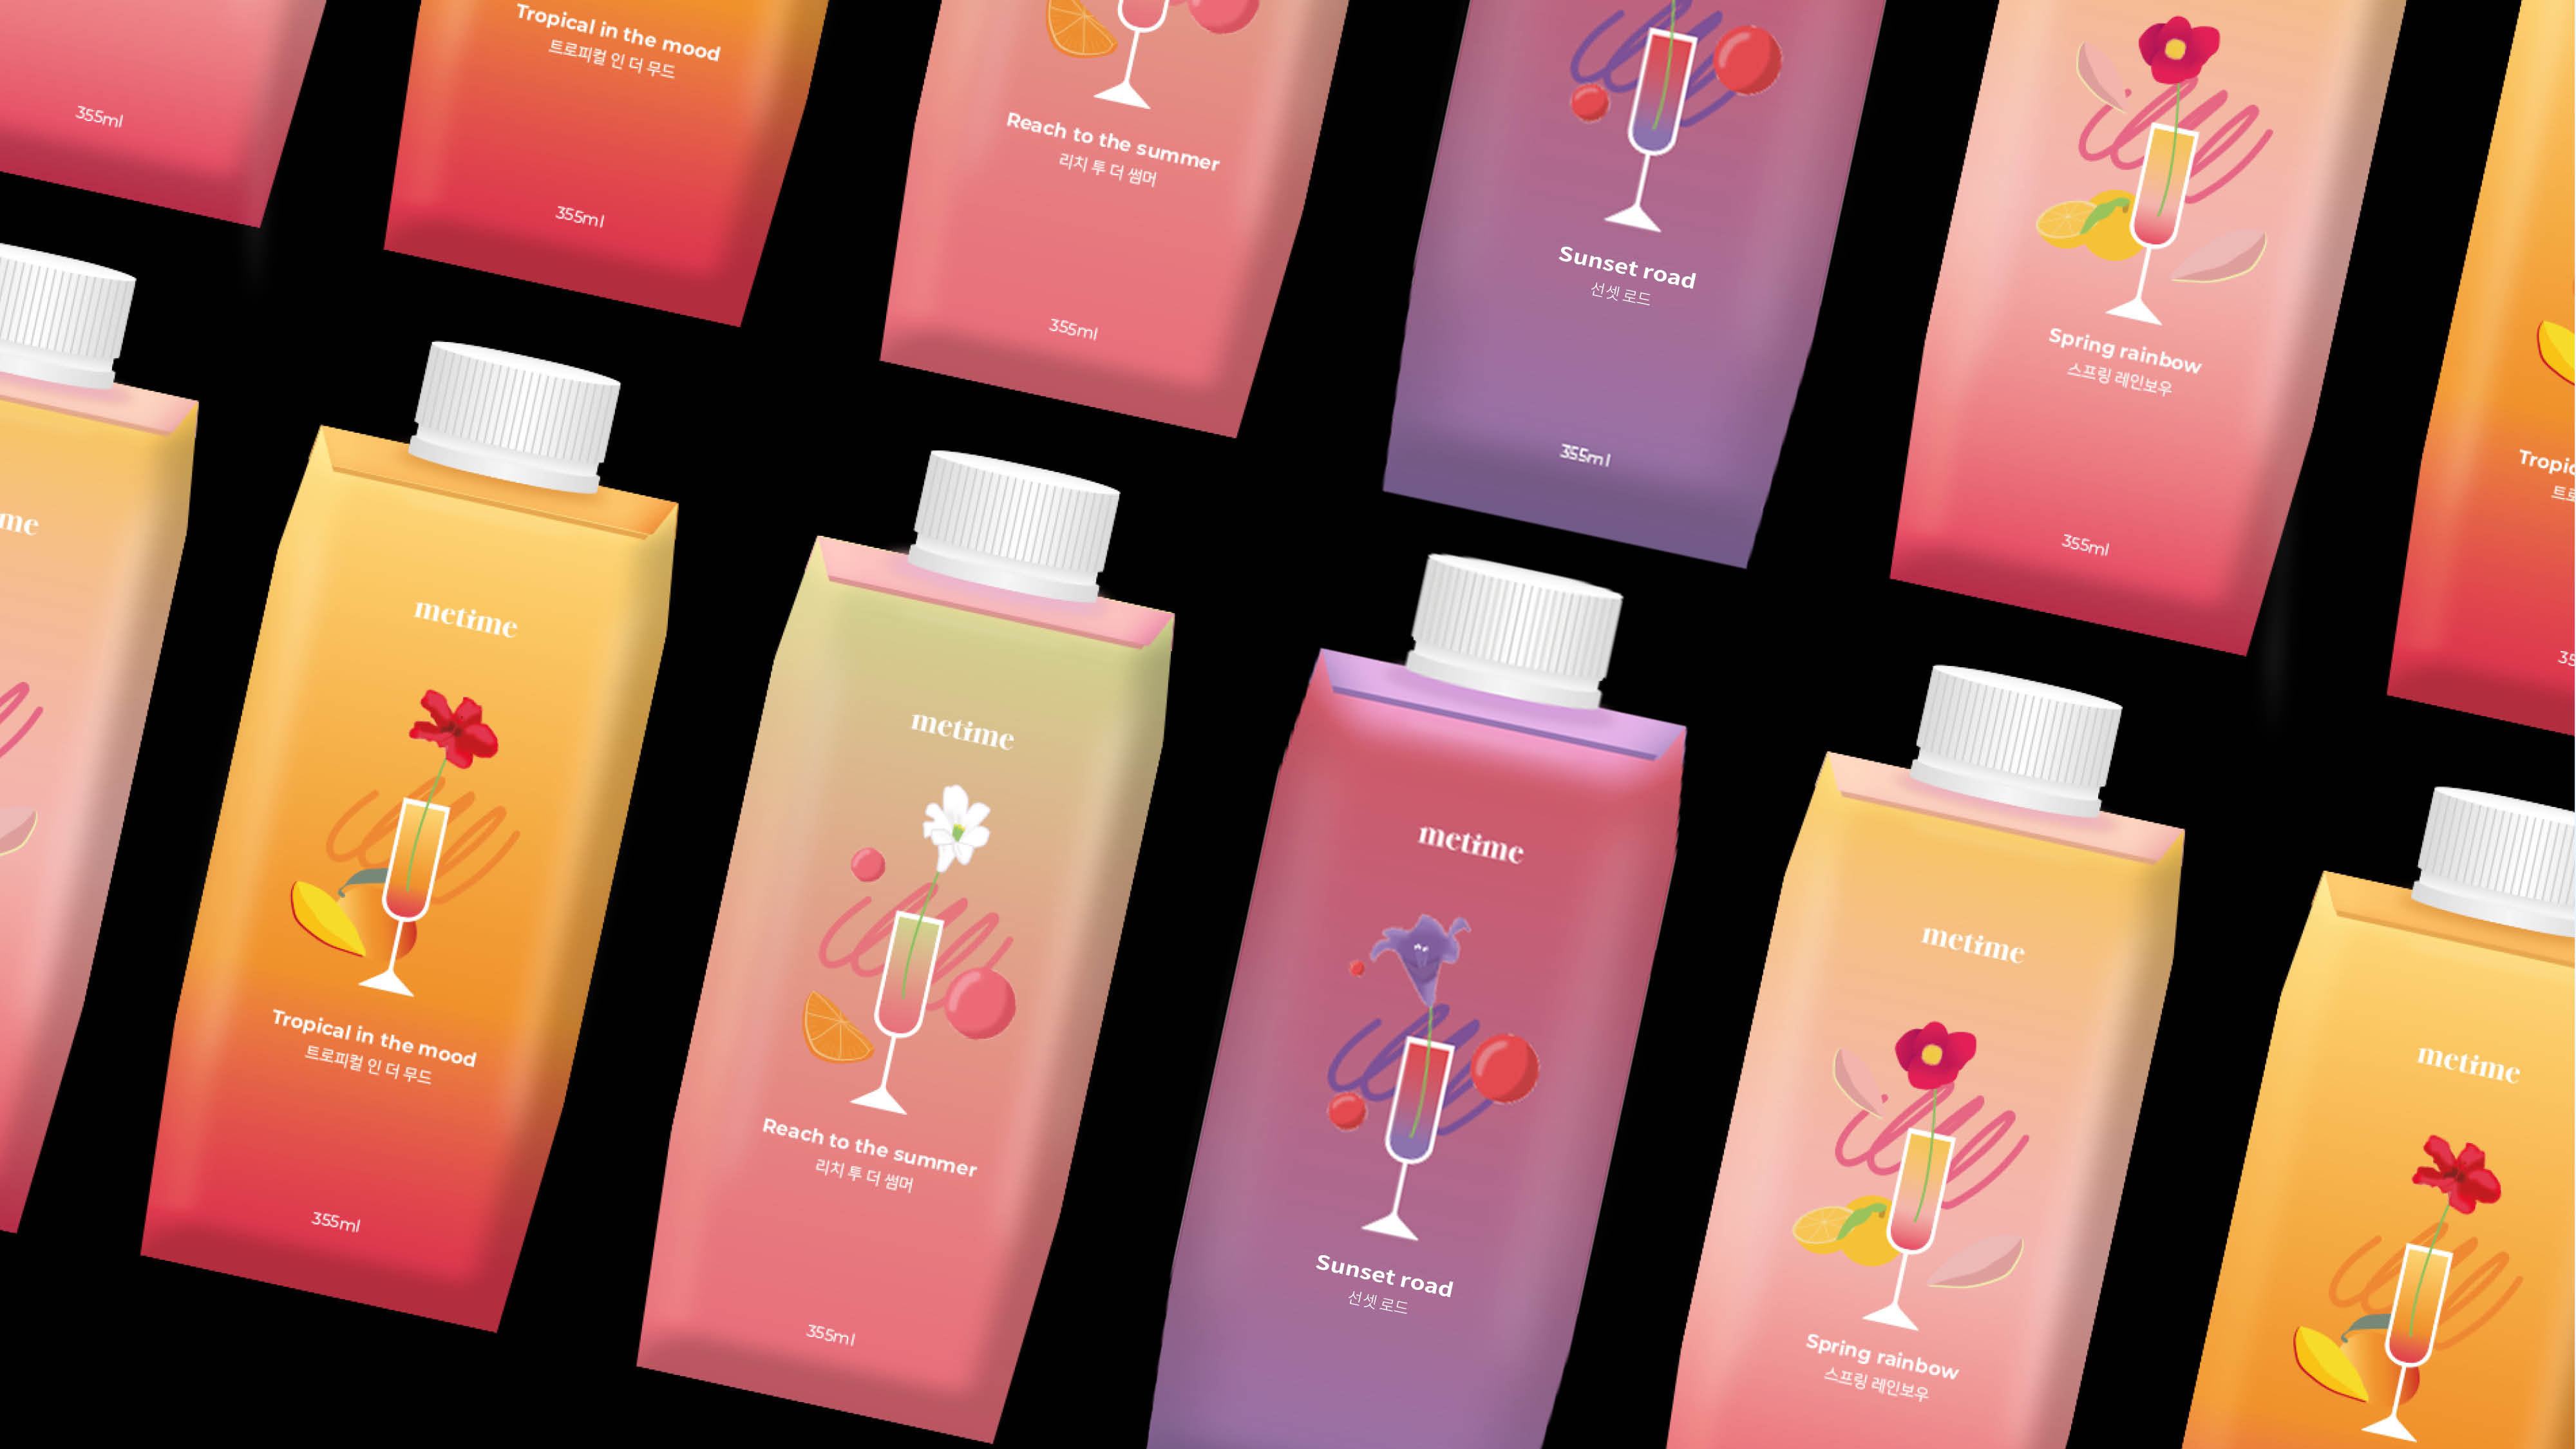 355ml
Tropical in the mood
트로피컬 인 더 무드
355ml
Reach to the summer
리치 투 더 썸머
355ml
Sunset road
선셋 로드
355ml
Spring rainbow
스프링 레인보우
355ml
me
metime
Tropical in the mood
트로피컬 인 더 무드
355ml
metime
Reach to the summer
리치 투 더 썸머
355ml
metime
Sunset road
선셋 로드
metime
Spring rainbow
스프링 레인보우
metime